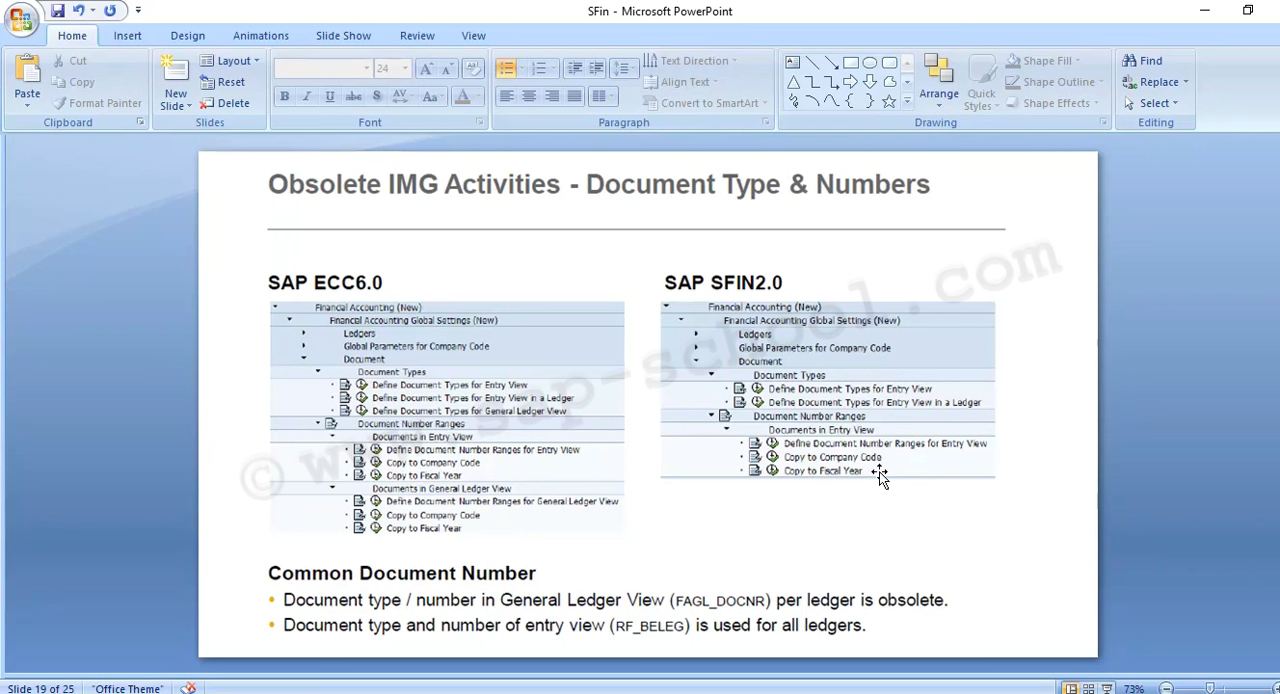 SFin - Microsoft PowerPoint
Home Insert Design Animations Slide Show Review View
Paste
Cut
Copy
Format Painter
Clipboard
New Slide
Layout
Reset
Delete
Slides
24
B I U abc S AV Aa A
Font
Text Direction
Align Text
Convert to SmartArt
Paragraph
Arrange
Quick Styles
Shape Fill
Shape Outline
Shape Effects
Drawing
Find
Replace
Select
Editing
Obsolete IMG Activities - Document Type & Numbers
SAP ECC6.0
Financial Accounting (New)
Financial Accounting Global Settings (New)
Ledgers
Global Parameters for Company Code
Document
Document Types
Define Document Types for Entry View
Define Document Types for Entry View in a Ledger
Define Document Types for General Ledger View
Document Number Ranges
Documents in Entry View
Define Document Number Ranges for Entry View
Copy to Company Code
Copy to Fiscal Year
Documents in General Ledger View
Define Document Number Ranges for General Ledger View
Copy to Company Code
Copy to Fiscal Year
SAP SFIN2.0
Financial Accounting (New)
Financial Accounting Global Settings (New)
Ledgers
Global Parameters for Company Code
Document
Document Types
Define Document Types for Entry View
Define Document Types for Entry View in a Ledger
Document Number Ranges
Documents in Entry View
Define Document Number Ranges for Entry View
Copy to Company Code
Copy to Fiscal Year
© www.sap-school.com
Common Document Number
• Document type / number in General Ledger View (FAGL_DOCNR) per ledger is obsolete.
• Document type and number of entry view (RF_BELEG) is used for all ledgers.
Slide 19 of 25 "Office Theme" 73%